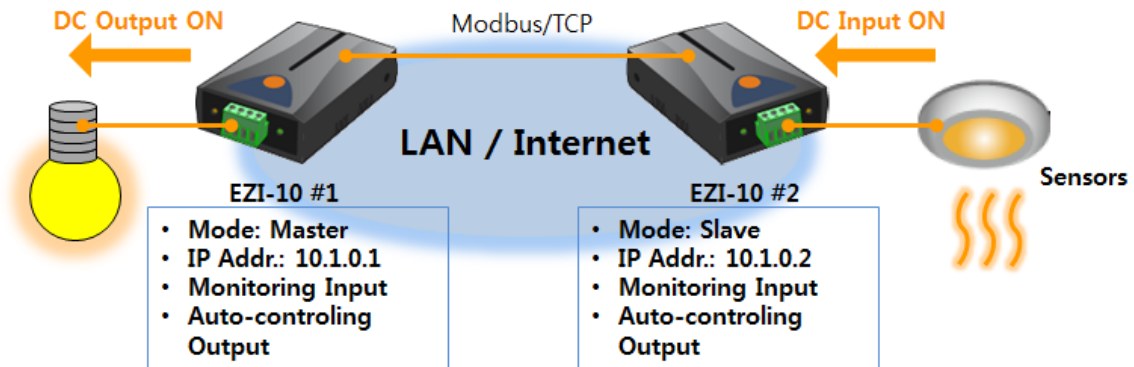 DC Output ON
Modbus/TCP
DC Input ON
LAN / Internet
Sensors
EZI-10 #1
• Mode: Master
• IP Addr.: 10.1.0.1
• Monitoring Input
• Auto-controling
Output
EZI-10 #2
• Mode: Slave
• IP Addr.: 10.1.0.2
• Monitoring Input
• Auto-controling
Output